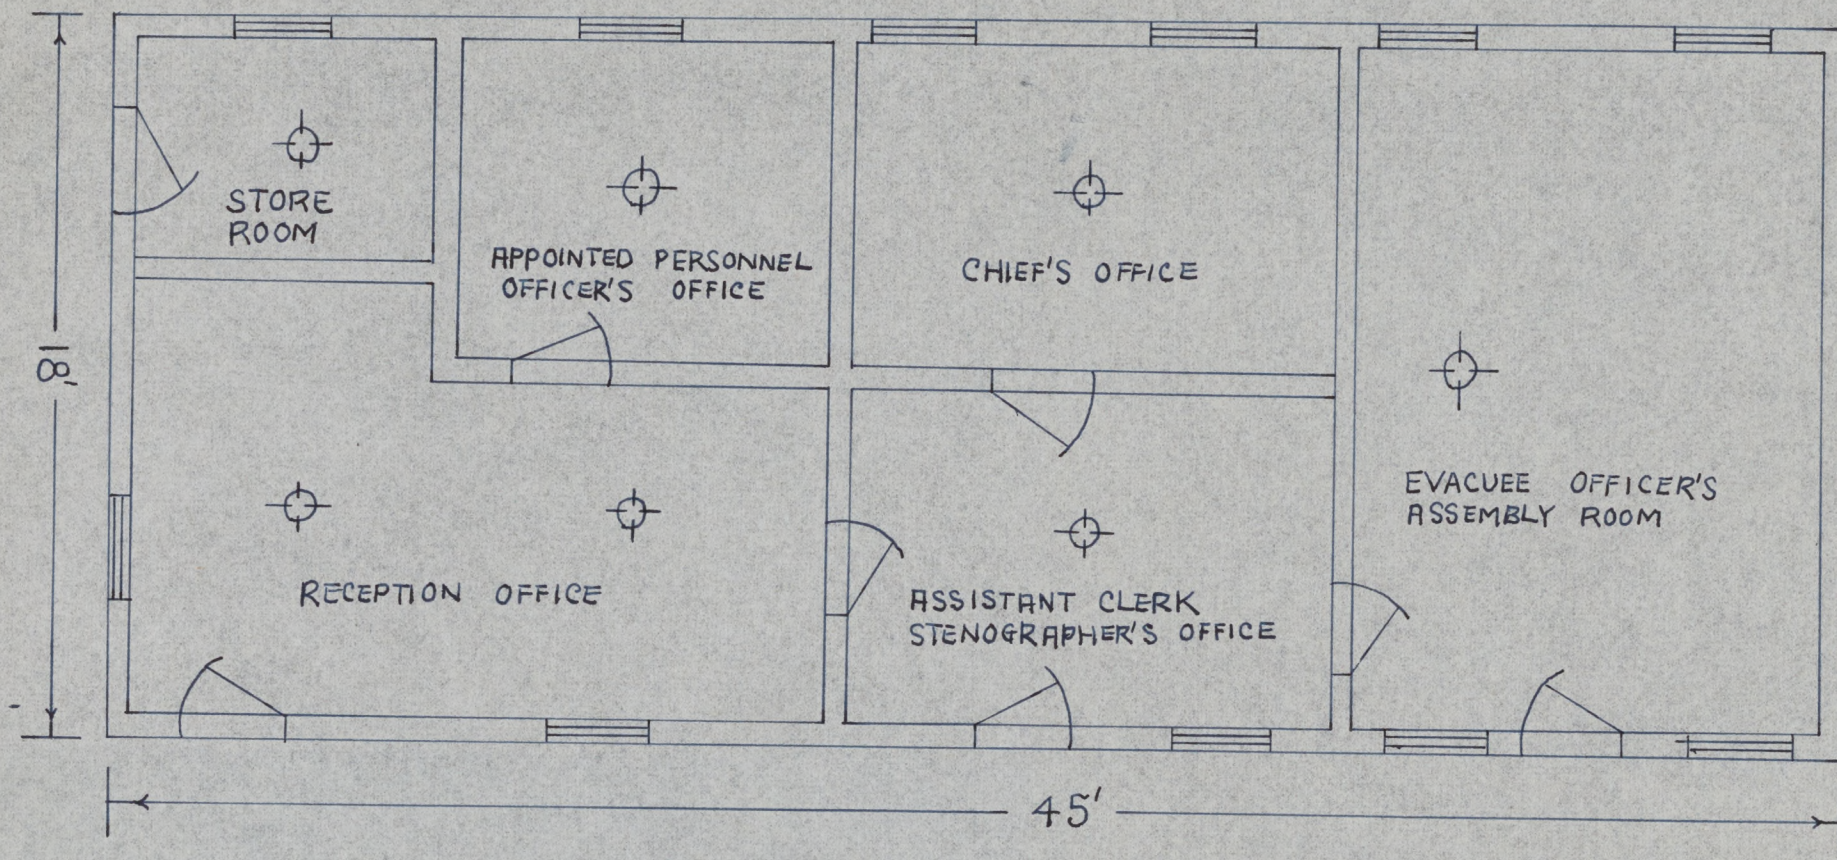 STORE
ROOM
APPOINTED PERSONNEL
OFFICER'S OFFICE
CHIEF'S OFFICE
18'
EVACUEE OFFICER'S
ASSEMBLY ROOM
RECEPTION OFFICE
ASSISTANT CLERK
STENOGRAPHER'S OFFICE
45'